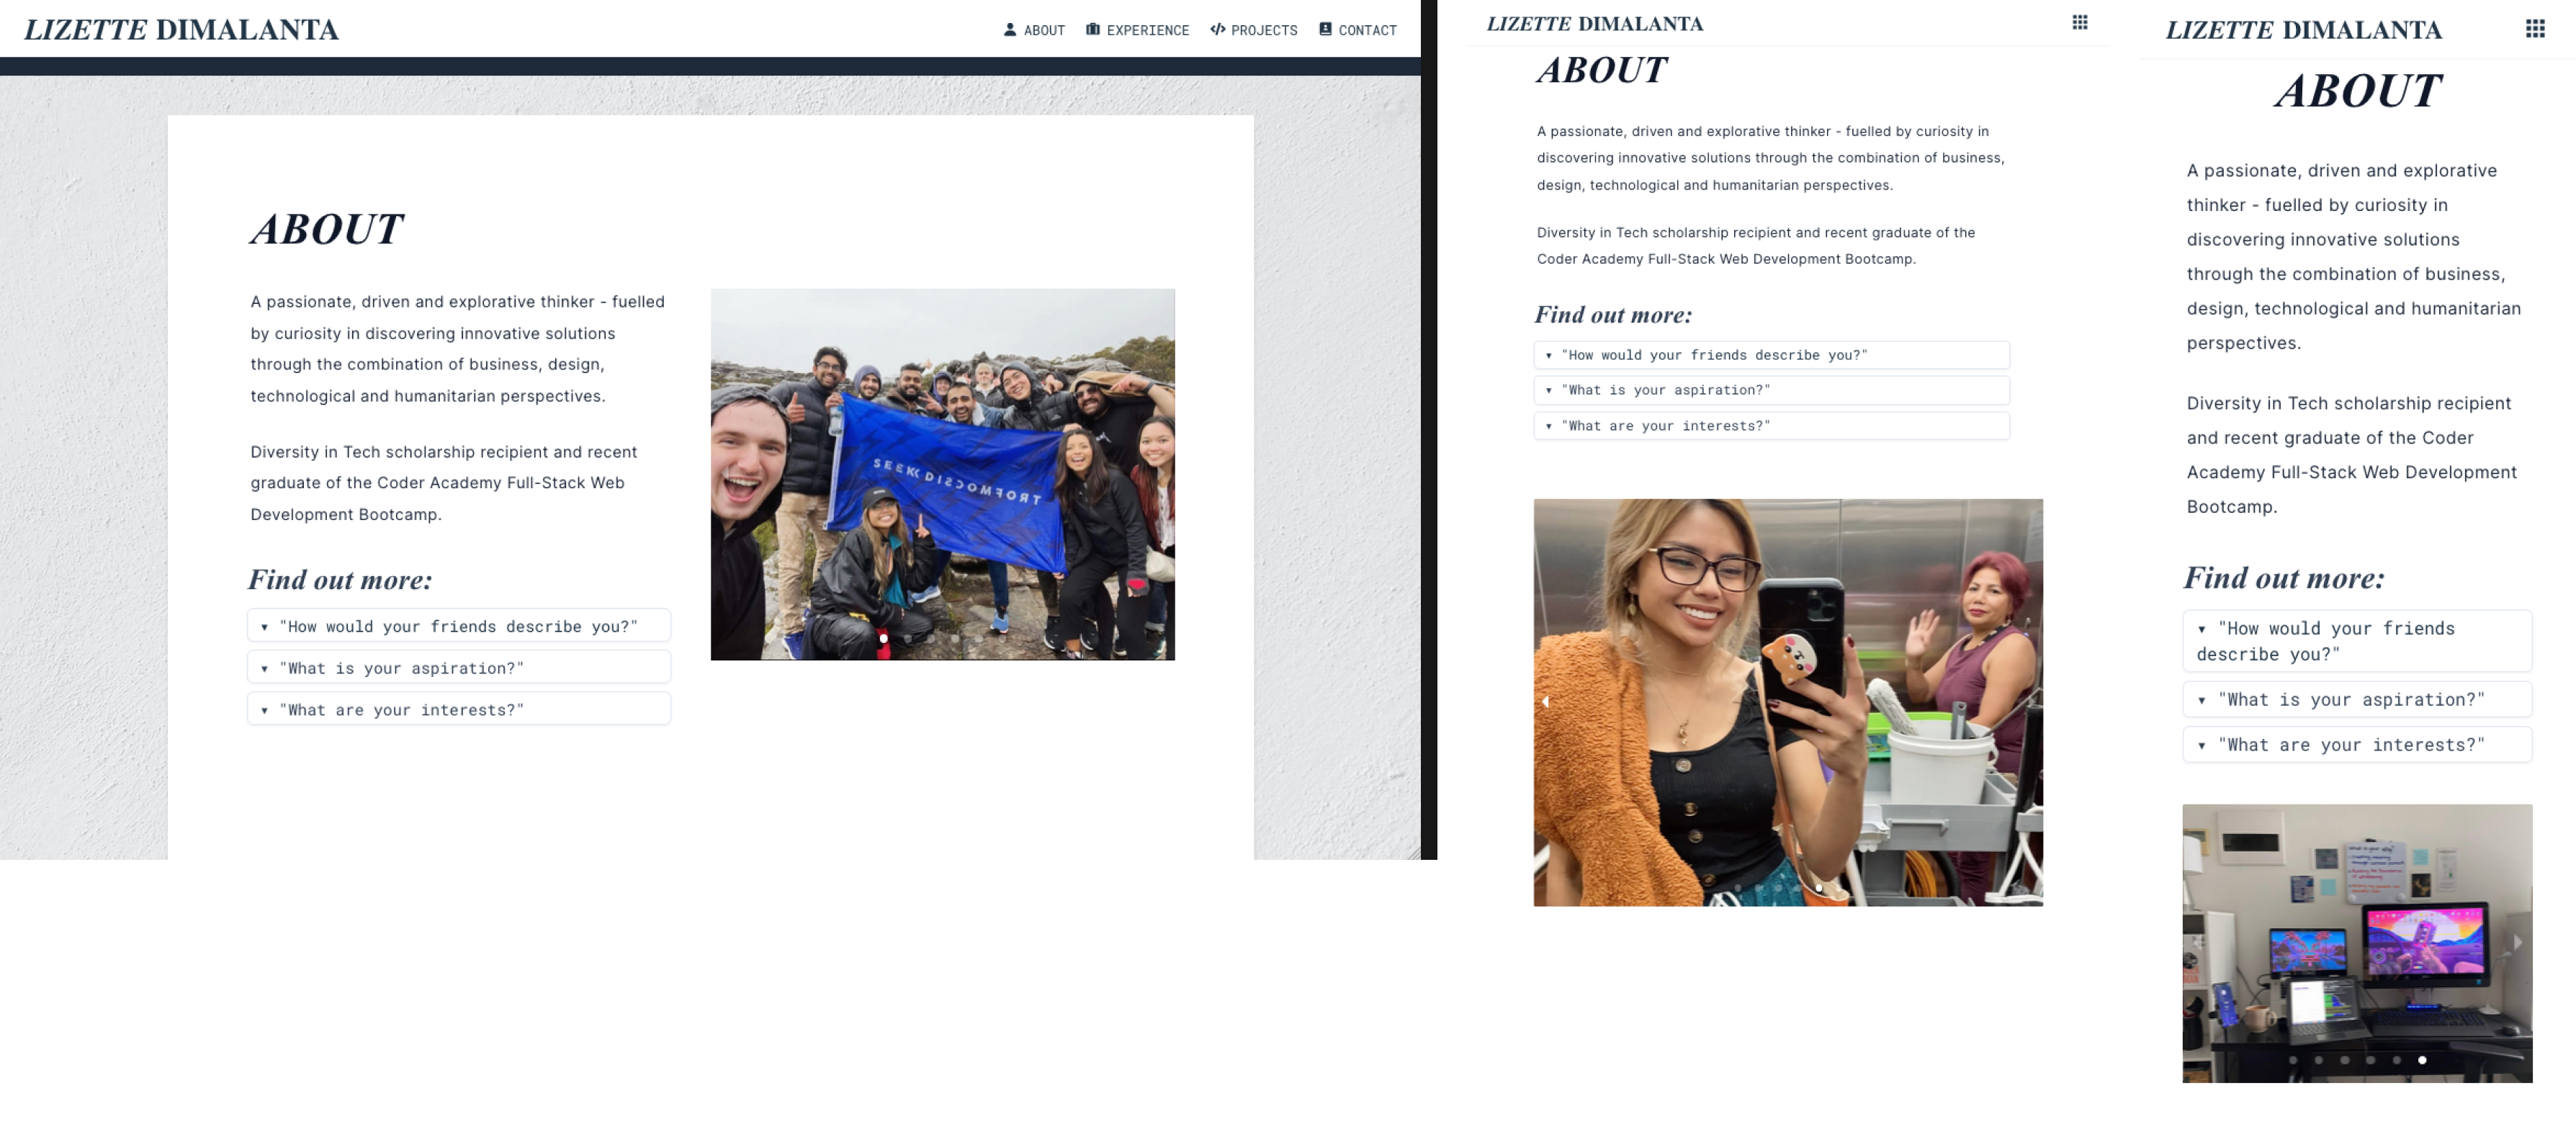 LIZETTE DIMALANTA
ABOUT
EXPERIENCE
PROJECTS
CONTACT
ABOUT
A passionate, driven and explorative thinker - fuelled
by curiosity in discovering innovative solutions
through the combination of business, design,
technological and humanitarian perspectives.
Diversity in Tech scholarship recipient and recent
graduate of the Coder Academy Full-Stack Web
Development Bootcamp.
Find out more:
▾ "How would your friends describe you?"
▾ "What is your aspiration?"
▾ "What are your interests?"
SEEK DISCOMFORT
LIZETTE DIMALANTA
ABOUT
A passionate, driven and explorative thinker - fuelled by curiosity in
discovering innovative solutions through the combination of business,
design, technological and humanitarian perspectives.
Diversity in Tech scholarship recipient and recent graduate of the
Coder Academy Full-Stack Web Development Bootcamp.
Find out more:
▾ "How would your friends describe you?"
▾ "What is your aspiration?"
▾ "What are your interests?"
LIZETTE DIMALANTA
ABOUT
A passionate, driven and explorative
thinker - fuelled by curiosity in
discovering innovative solutions
through the combination of business,
design, technological and humanitarian
perspectives.
Diversity in Tech scholarship recipient
and recent graduate of the Coder
Academy Full-Stack Web Development
Bootcamp.
Find out more:
▾ "How would your friends
describe you?"
▾ "What is your aspiration?"
▾ "What are your interests?"